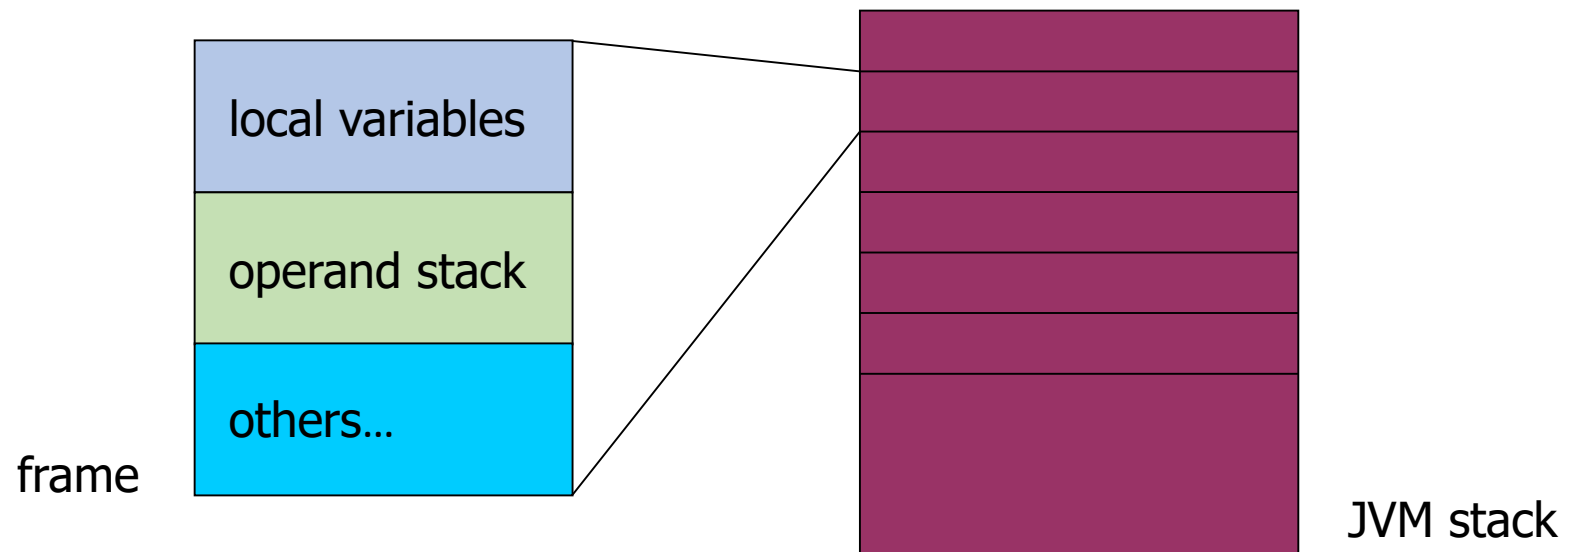 local variables
operand stack
others...
frame
JVM stack